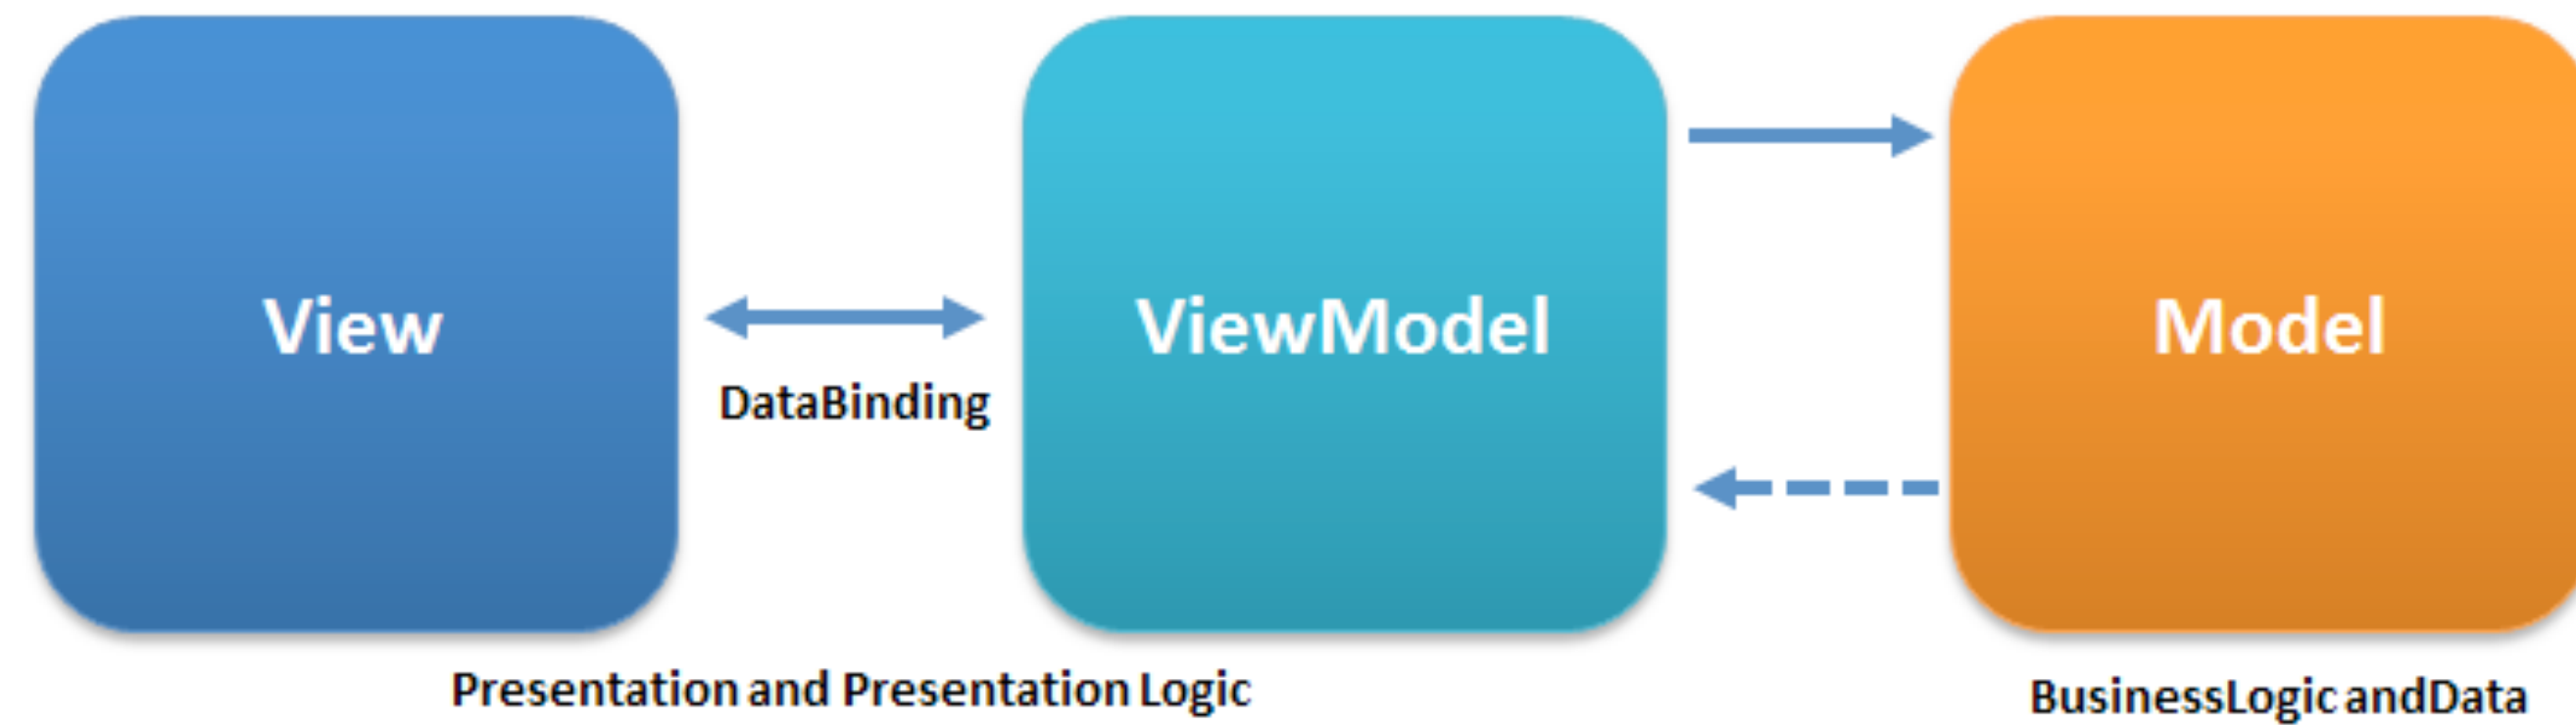 View
ViewModel
Model
DataBinding
Presentation and Presentation Logic
BusinessLogic andData